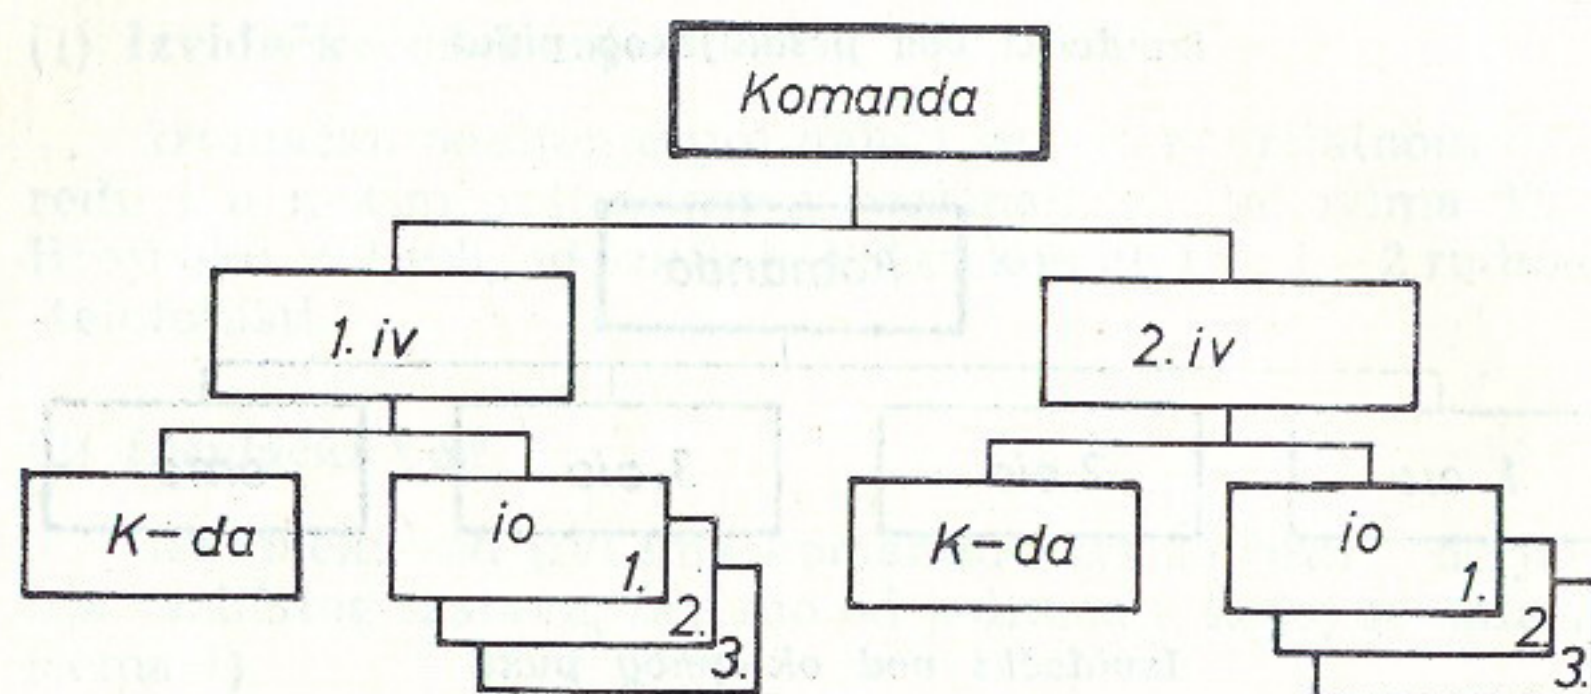 Komanda
1. iv
2. iv
K-da
io
1.
2.
3.
K-da
io
1.
2.
3.